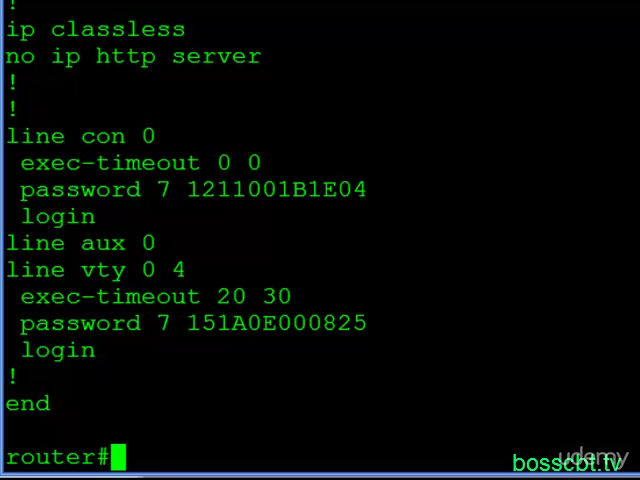 !
ip classless
no ip http server
!
!
line con 0
 exec-timeout 0 0
 password 7 1211001B1E04
 login
line aux 0
line vty 0 4
 exec-timeout 20 30
 password 7 151A0E000825
 login
!
end
router#
udemy
bosscbt.tv